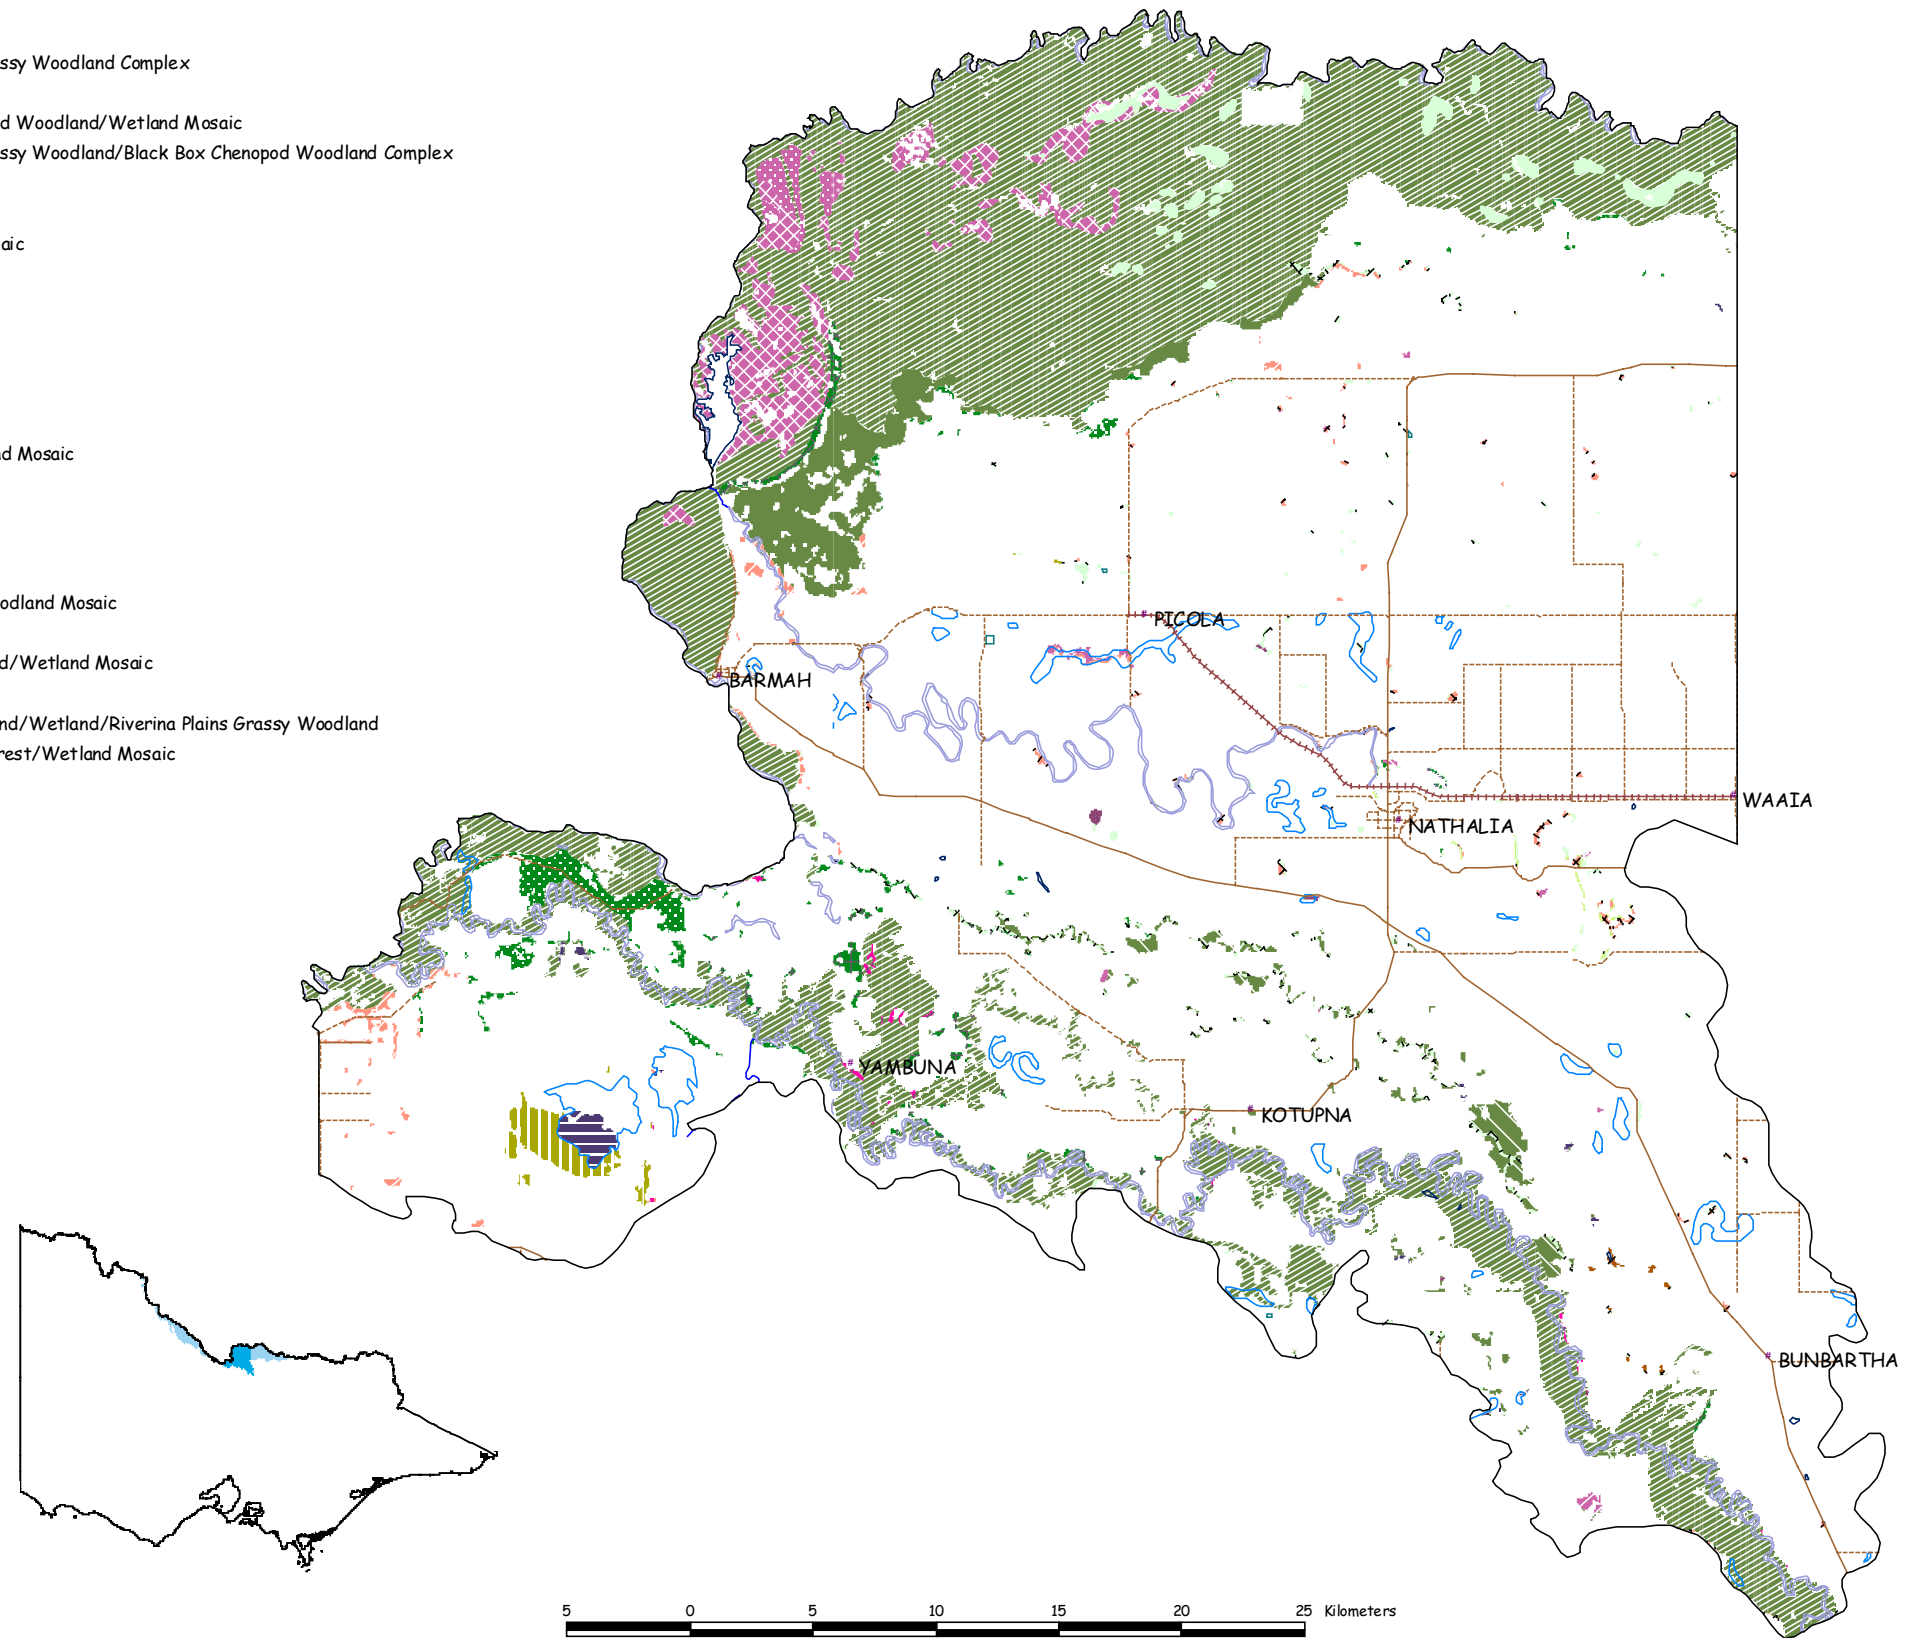 ssy Woodland Complex
d Woodland/Wetland Mosaic
ssy Woodland/Black Box Chenopod Woodland Complex
aic
d Mosaic
odland Mosaic
d/Wetland Mosaic
nd/Wetland/Riverina Plains Grassy Woodland
rest/Wetland Mosaic
PICOLA
BARMAH
WAAIA
NATHALIA
YAMBUNA
KOTUPNA
BUNBARTHA
5 0 5 10 15 20 25 Kilometers